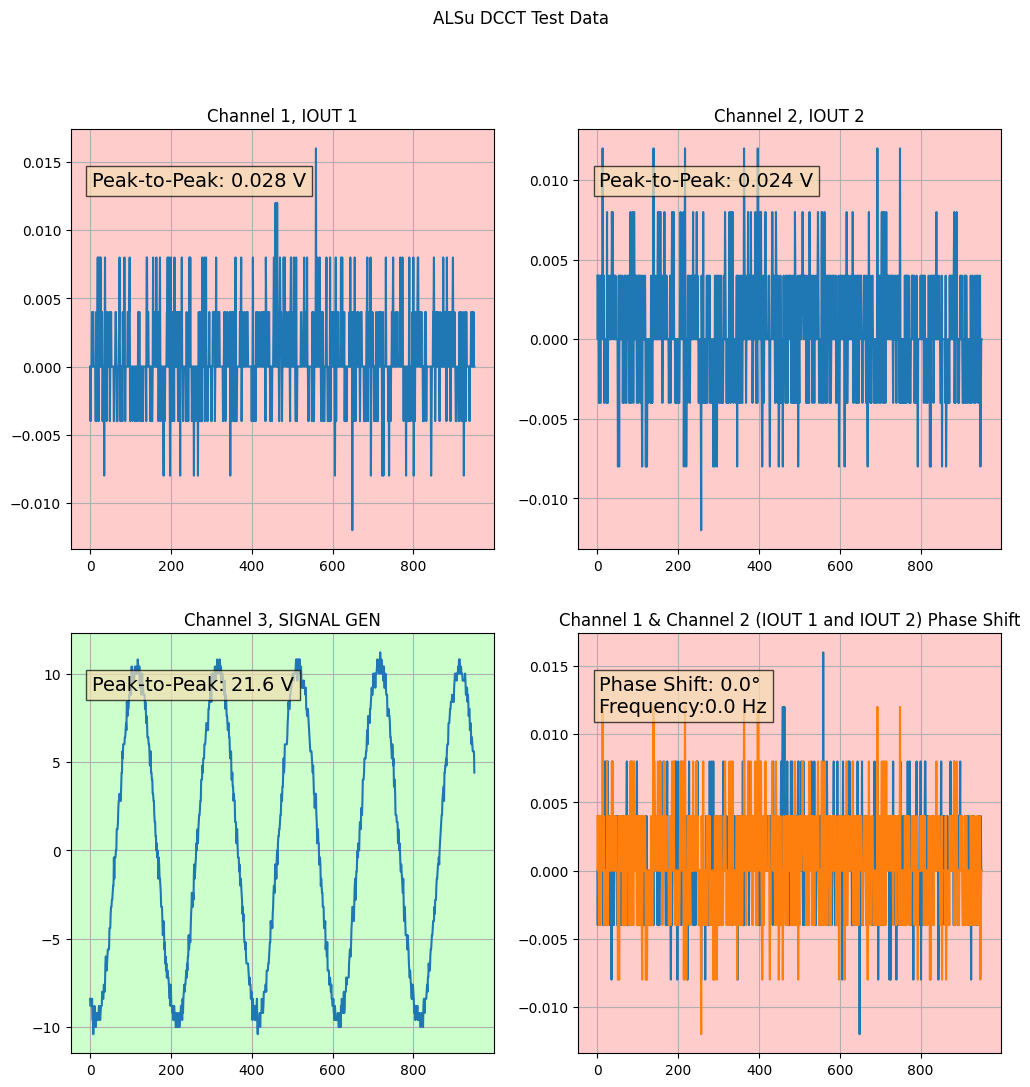 ALSu DCCT Test Data
Channel 1, IOUT 1
Peak-to-Peak: 0.028 V
0.015
0.010
0.005
0.000
−0.005
−0.010
0 200 400 600 800
Channel 2, IOUT 2
Peak-to-Peak: 0.024 V
0.010
0.005
0.000
−0.005
−0.010
0 200 400 600 800
Channel 3, SIGNAL GEN
Peak-to-Peak: 21.6 V
10
5
0
−5
−10
0 200 400 600 800
Channel 1 & Channel 2 (IOUT 1 and IOUT 2) Phase Shift
Phase Shift: 0.0°
Frequency:0.0 Hz
0.015
0.010
0.005
0.000
−0.005
−0.010
0 200 400 600 800